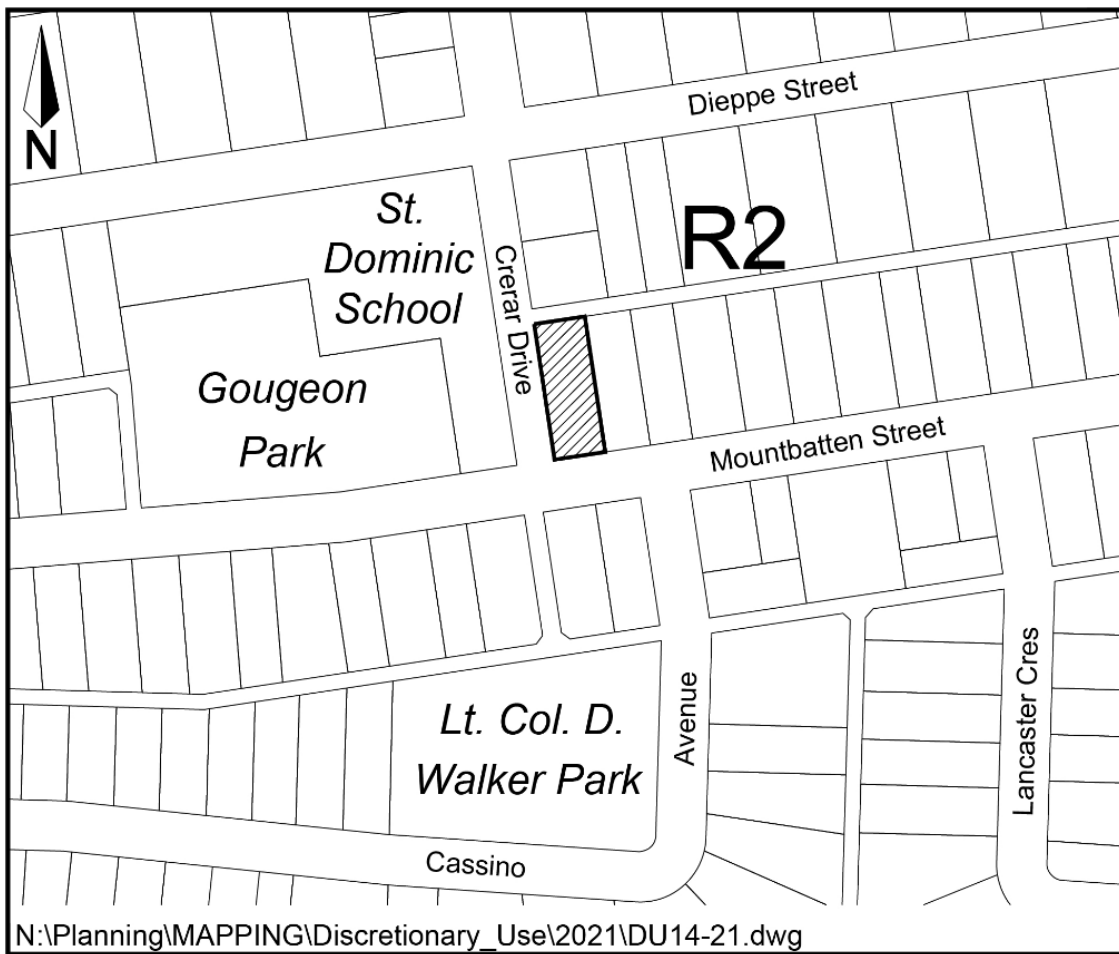 Dieppe Street
N
St.
Dominic
School
R2
Crerar Drive
Gougeon
Park
Mountbatten Street
Lt. Col. D.
Walker Park
Avenue
Lancaster Cres
Cassino
N:\Planning\MAPPING\Discretionary_Use\2021\DU14-21.dwg